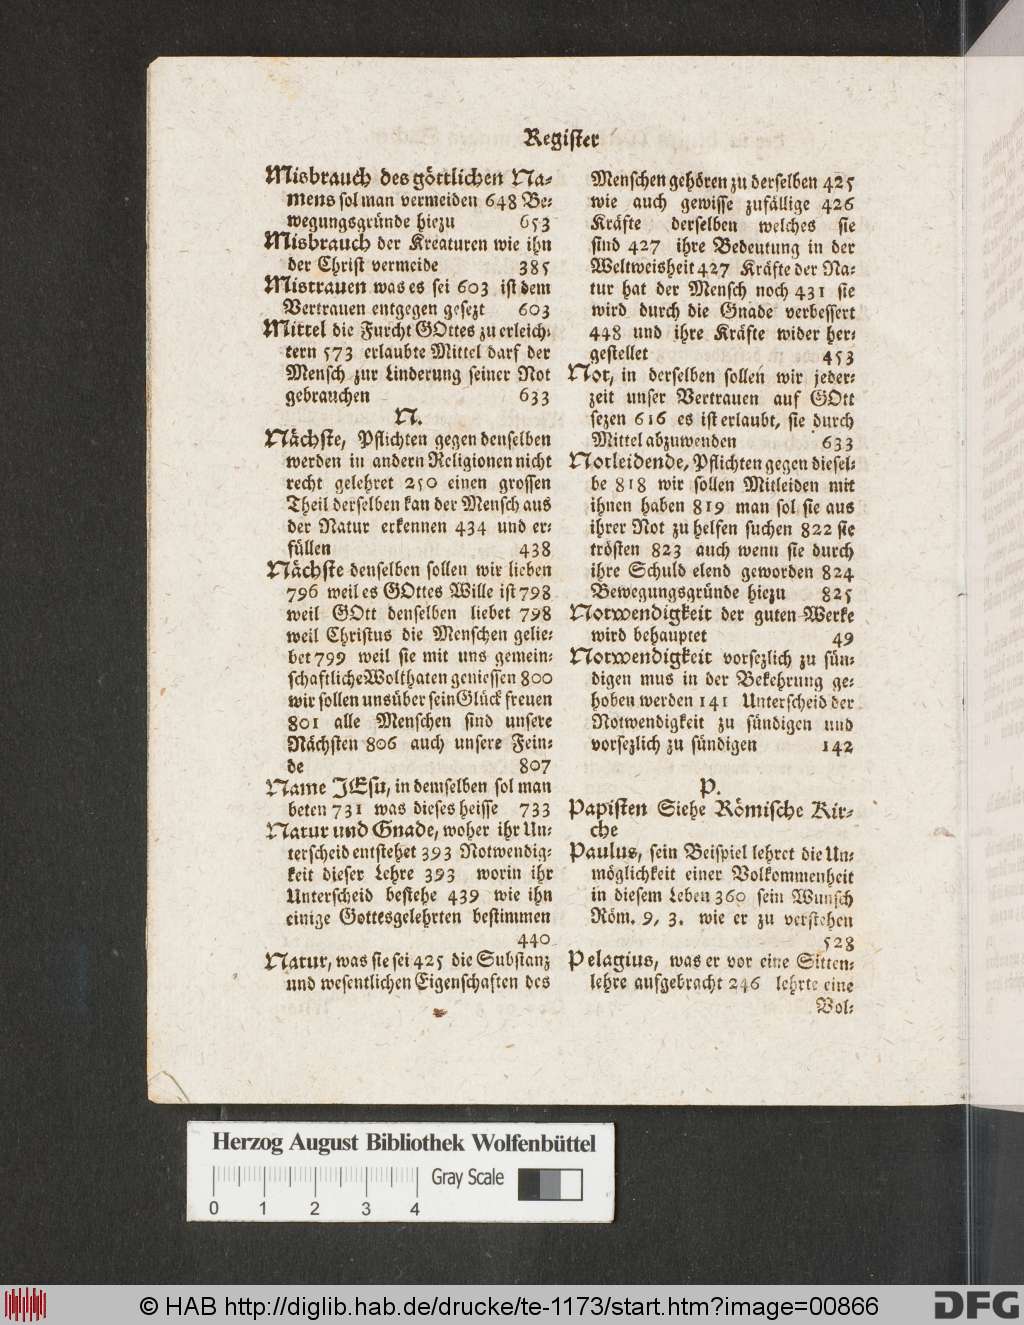 Register
Misbrauch des göttlichen Na-
mens sol man vermeiden 648 Be-
wegungsgründe hiezu 653
Misbrauch der Kreaturen wie ihn
der Christ vermeide 385
Mistrauen was es sei 603 ist dem
Vertrauen entgegen gesezt 603
Mittel die Furcht GOttes zu erleich-
tern 573 erlaubte Mittel darf der
Mensch zur Linderung seiner Not
gebrauchen 633
N.
Nächste, Pflichten gegen denselben
werden in andern Religionen nicht
recht gelehret 250 einen grossen
Theil derselben kan der Mensch aus
der Natur erkennen 434 und er-
füllen 438
Nächste denselben sollen wir lieben
796 weil es GOttes Wille ist 798
weil GOtt denselben liebet 798
weil Christus die Menschen gelie-
bet 799 weil sie mit uns gemein-
schaftliche Wolthaten geniessen 800
wir sollen uns über sein Glück freuen
801 alle Menschen sind unsere
Nächsten 806 auch unsere Fein-
de 807
Name JEsu, in demselben sol man
beten 731 was dieses heisse 733
Natur und Gnade, woher ihr Un-
terscheid entstehet 393 Notwendig-
keit dieser Lehre 393 worin ihr
Unterscheid bestehe 439 wie ihn
einige Gottesgelehrten bestimmen
440
Natur, was sie sei 425 die Substanz
und wesentlichen Eigenschaften des
Menschen gehören zu derselben 425
wie auch gewisse zufällige 426
Kräfte derselben welches sie
sind 427 ihre Bedeutung in der
Weltweisheit 427 Kräfte der Na-
tur hat der Mensch noch 431 sie
wird durch die Gnade verbessert
448 und ihre Kräfte wider her-
gestellet 453
Not, in derselben sollen wir jeder-
zeit unser Vertrauen auf GOtt
sezen 616 es ist erlaubt, sie durch
Mittel abzuwenden 633
Notleidende, Pflichten gegen diesel-
be 818 wir sollen Mitleiden mit
ihnen haben 819 man sol sie aus
ihrer Not zu helfen suchen 822 sie
trösten 823 auch wenn sie durch
ihre Schuld elend geworden 824
Bewegungsgründe hiezu 825
Notwendigkeit der guten Werke
wird behauptet 49
Notwendigkeit vorsezlich zu sün-
digen mus in der Bekehrung ge-
hoben werden 141 Unterscheid der
Notwendigkeit zu sündigen und
vorsezlich zu sündigen 142
P.
Papisten Siehe Römische Kir-
che
Paulus, sein Beispiel lehret die Un-
möglichkeit einer Volkommenheit
in diesem Leben 360 sein Wunsch
Röm. 9, 3. wie er zu verstehen
528
Pelagius, was er vor eine Sitten-
lehre aufgebracht 246 lehrte eine
Vol-
Herzog August Bibliothek Wolfenbüttel
Gray Scale
0 1 2 3 4
© HAB http://diglib.hab.de/drucke/te-1173/start.htm?image=00866
DFG